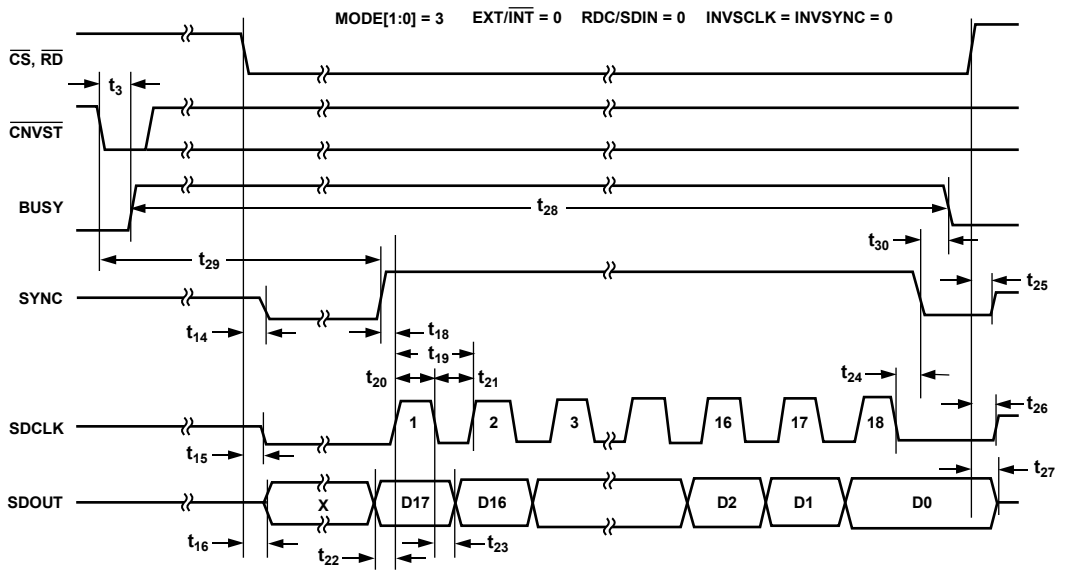 MODE[1:0] = 3 EXT/INT = 0 RDC/SDIN = 0 INVSCLK = INVSYNC = 0
CS, RD
t3
CNVST
BUSY
t28
t30
t29
t25
SYNC
t14
t18
t19
t20
t21
t24
t26
SDCLK
1
2
3
16
17
18
t15
t27
SDOUT
X
D17
D16
D2
D1
D0
t16
t22
t23